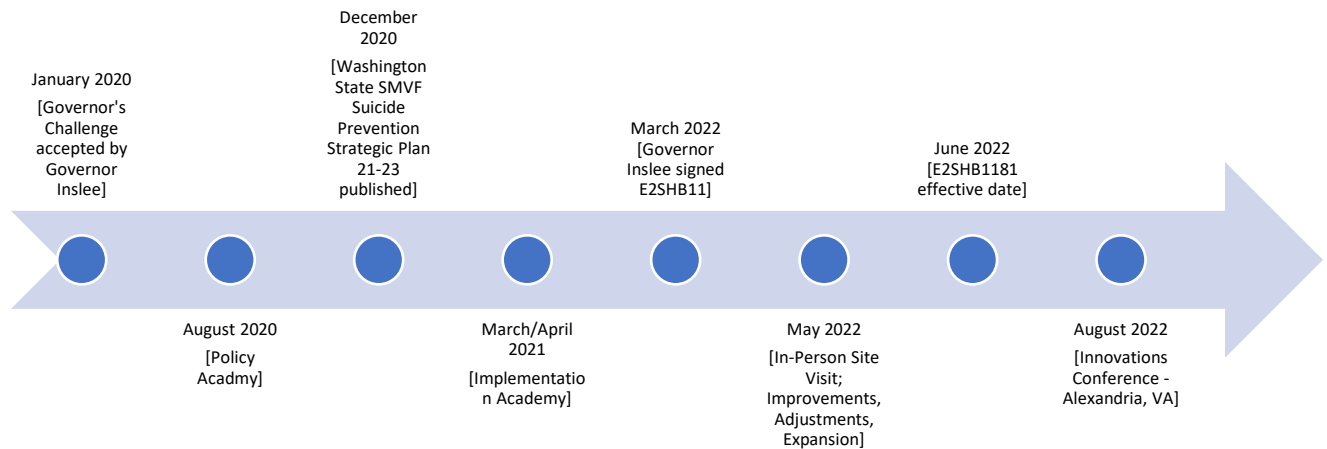 January 2020
[Governor's
Challenge
accepted by
Governor
Inslee]
August 2020
[Policy
Acadmy]
December
2020
[Washington
State SMVF
Suicide
Prevention
Strategic Plan
21-23
published]
March/April
2021
[Implementatio
n Academy]
March 2022
[Governor
Inslee signed
E2SHB11]
May 2022
[In-Person Site
Visit;
Improvements,
Adjustments,
Expansion]
June 2022
[E2SHB1181
effective date]
August 2022
[Innovations
Conference -
Alexandria, VA]